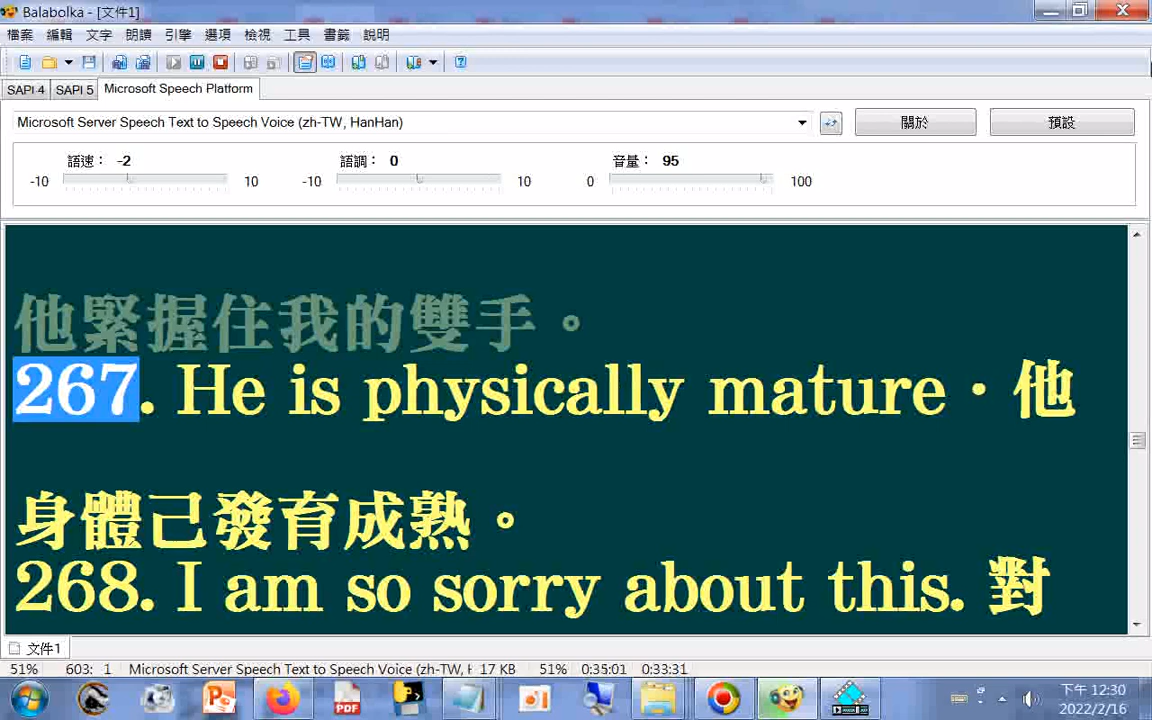 Balabolka - [文件1]
檔案 編輯 文字 朗讀 引擎 選項 檢視 工具 書籤 說明
SAPI 4 SAPI 5 Microsoft Speech Platform
Microsoft Server Speech Text to Speech Voice (zh-TW, HanHan) 關於 預設
語速： -2 語調： 0 音量： 95
-10 10 -10 10 0 100
他緊握住我的雙手。
267. He is physically mature．他
身體己發育成熟。
268. I am so sorry about this. 對
文件1
51% 603: 1 Microsoft Server Speech Text to Speech Voice (zh-TW, H 17 KB 51% 0:35:01 0:33:31
PDF
下午 12:30
2022/2/16